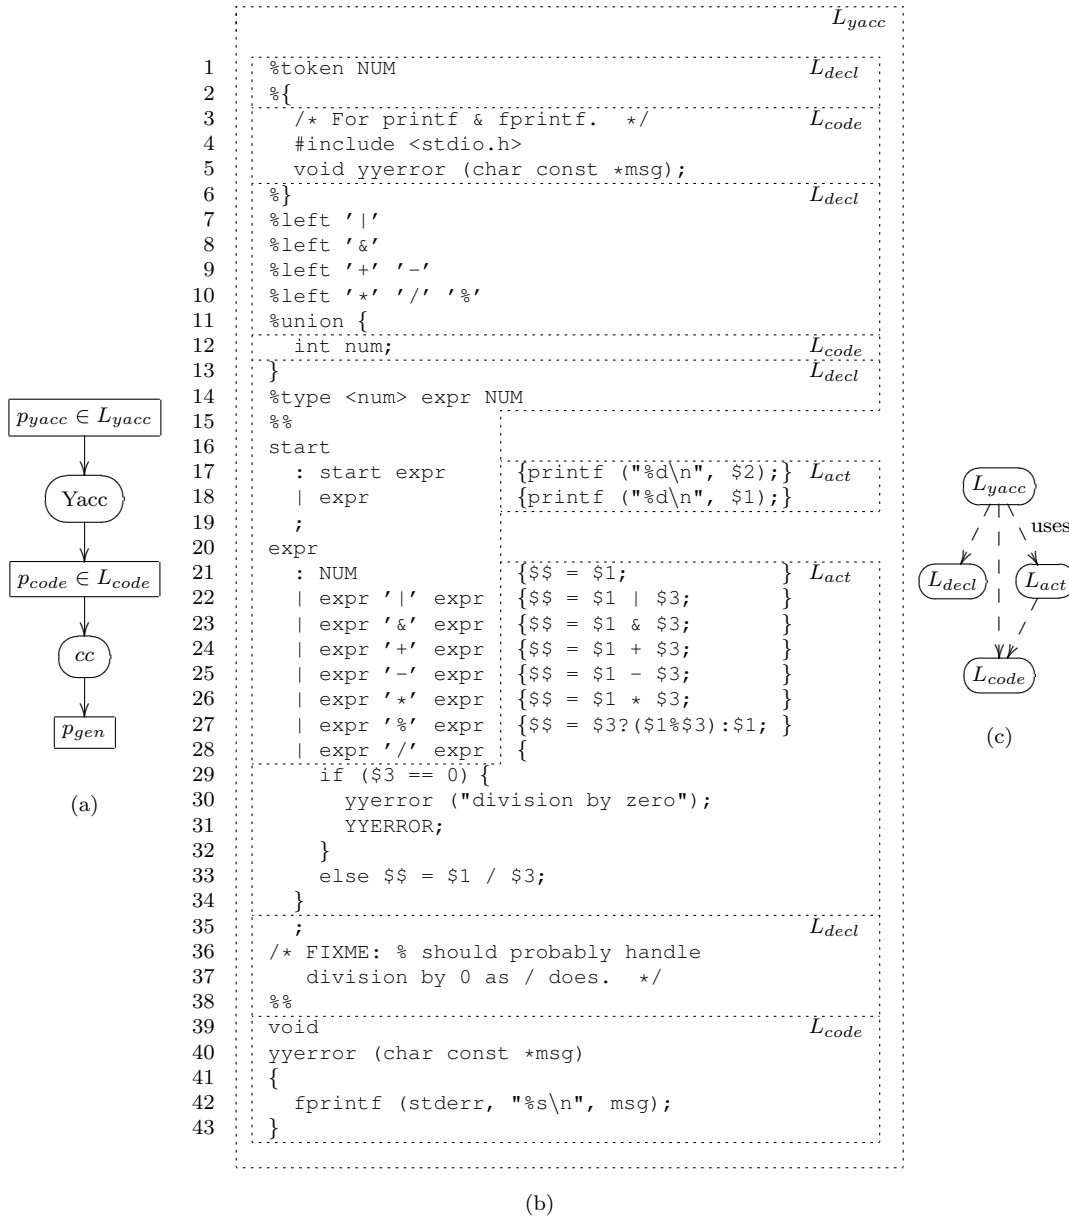 L_yacc
1 %token NUM L_decl
2 %{
3 /* For printf & fprintf. */ L_code
4 #include <stdio.h>
5 void yyerror (char const *msg);
6 %} L_decl
7 %left '|'
8 %left '&'
9 %left '+' '-'
10 %left '*' '/' '%'
11 %union {
12 int num; L_code
13 } L_decl
14 %type <num> expr NUM
15 %%
16 start
17 : start expr {printf ("%d\n", $2);} L_act
18 | expr {printf ("%d\n", $1);}
19 ;
20 expr
21 : NUM {$$ = $1; } L_act
22 | expr '|' expr {$$ = $1 | $3; }
23 | expr '&' expr {$$ = $1 & $3; }
24 | expr '+' expr {$$ = $1 + $3; }
25 | expr '-' expr {$$ = $1 - $3; }
26 | expr '*' expr {$$ = $1 * $3; }
27 | expr '%' expr {$$ = $3?($1%$3):$1; }
28 | expr '/' expr {
29 if ($3 == 0) {
30 yyerror ("division by zero");
31 YYERROR;
32 }
33 else $$ = $1 / $3;
34 }
35 ; L_decl
36 /* FIXME: % should probably handle
37 division by 0 as / does. */
38 %%
39 void L_code
40 yyerror (char const *msg)
41 {
42 fprintf (stderr, "%s\n", msg);
43 }
p_yacc ∈ L_yacc
Yacc
p_code ∈ L_code
cc
p_gen
(a)
L_yacc
uses
L_decl L_act
L_code
(c)
(b)